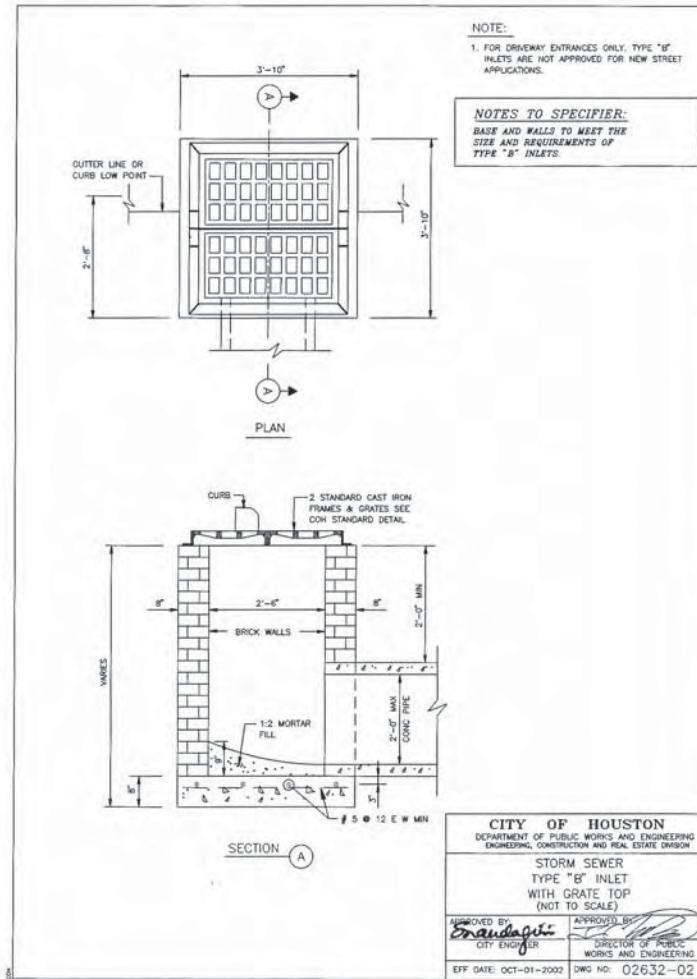 NOTE:
1. FOR DRIVEWAY ENTRANCES ONLY. TYPE "B"
INLETS ARE NOT APPROVED FOR NEW STREET
APPLICATIONS.
NOTES TO SPECIFIER:
BASE AND WALLS TO MEET THE
SIZE AND REQUIREMENTS OF
TYPE "B" INLETS.
3'-10"
A
GUTTER LINE OR
CURB LOW POINT
2'-8"
3'-10"
A
PLAN
CURB
2 STANDARD CAST IRON
FRAMES & GRATES SEE
COH STANDARD DETAIL
8"
2'-6"
8"
BRICK WALLS
2'-0" MIN
VARIES
1:2 MORTAR
FILL
9"
2'-0" MAX
CONC PIPE
8"
3"
# 5 @ 12 E W MIN
SECTION A
CITY OF HOUSTON
DEPARTMENT OF PUBLIC WORKS AND ENGINEERING
ENGINEERING, CONSTRUCTION AND REAL ESTATE DIVISION
STORM SEWER
TYPE "B" INLET
WITH GRATE TOP
(NOT TO SCALE)
APPROVED BY:
CITY ENGINEER
APPROVED BY:
DIRECTOR OF PUBLIC
WORKS AND ENGINEERING
EFF DATE: OCT-01-2002
DWG NO: 02632-02